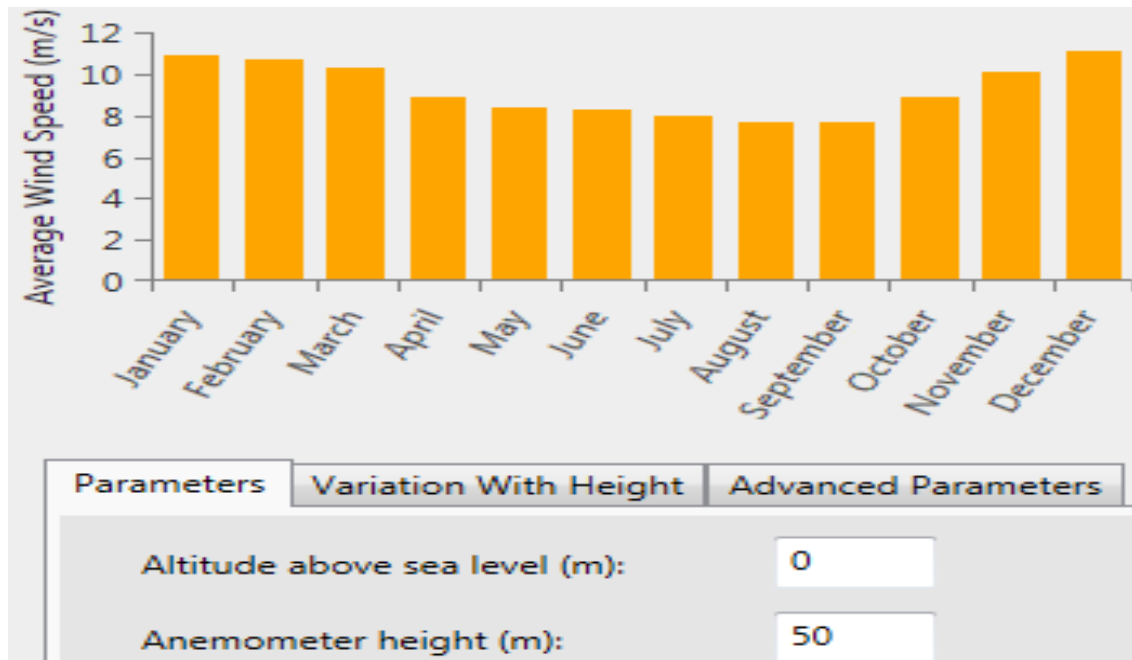 Average Wind Speed (m/s)
12
10
8
6
4
2
0
January
February
March
April
May
June
July
August
September
October
November
December
Parameters
Variation With Height
Advanced Parameters
Altitude above sea level (m): 0
Anemometer height (m): 50